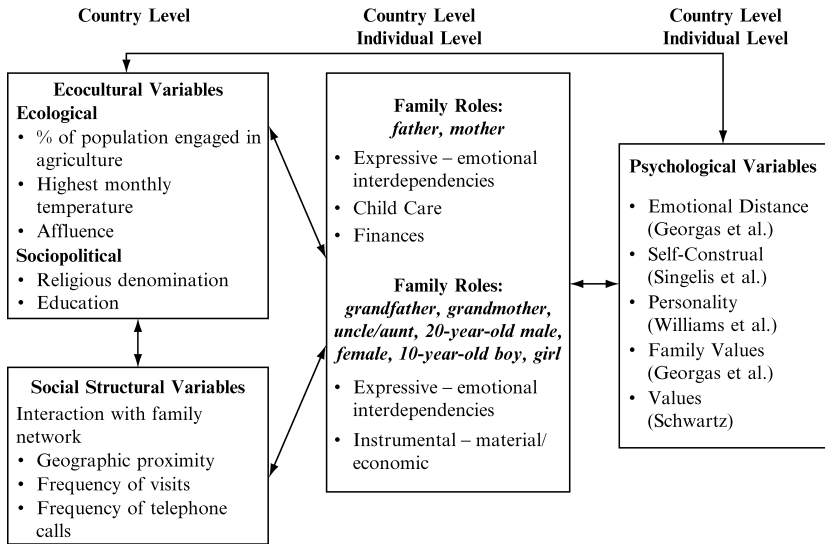 Country Level
Country Level
Individual Level
Country Level
Individual Level
Ecocultural Variables
Ecological
• % of population engaged in
agriculture
• Highest monthly
temperature
• Affluence
Sociopolitical
• Religious denomination
• Education
Social Structural Variables
Interaction with family
network
• Geographic proximity
• Frequency of visits
• Frequency of telephone
calls
Family Roles:
father, mother
• Expressive – emotional
interdependencies
• Child Care
• Finances
Family Roles:
grandfather, grandmother,
uncle/aunt, 20-year-old male,
female, 10-year-old boy, girl
• Expressive – emotional
interdependencies
• Instrumental – material/
economic
Psychological Variables
• Emotional Distance
(Georgas et al.)
• Self-Construal
(Singelis et al.)
• Personality
(Williams et al.)
• Family Values
(Georgas et al.)
• Values
(Schwartz)